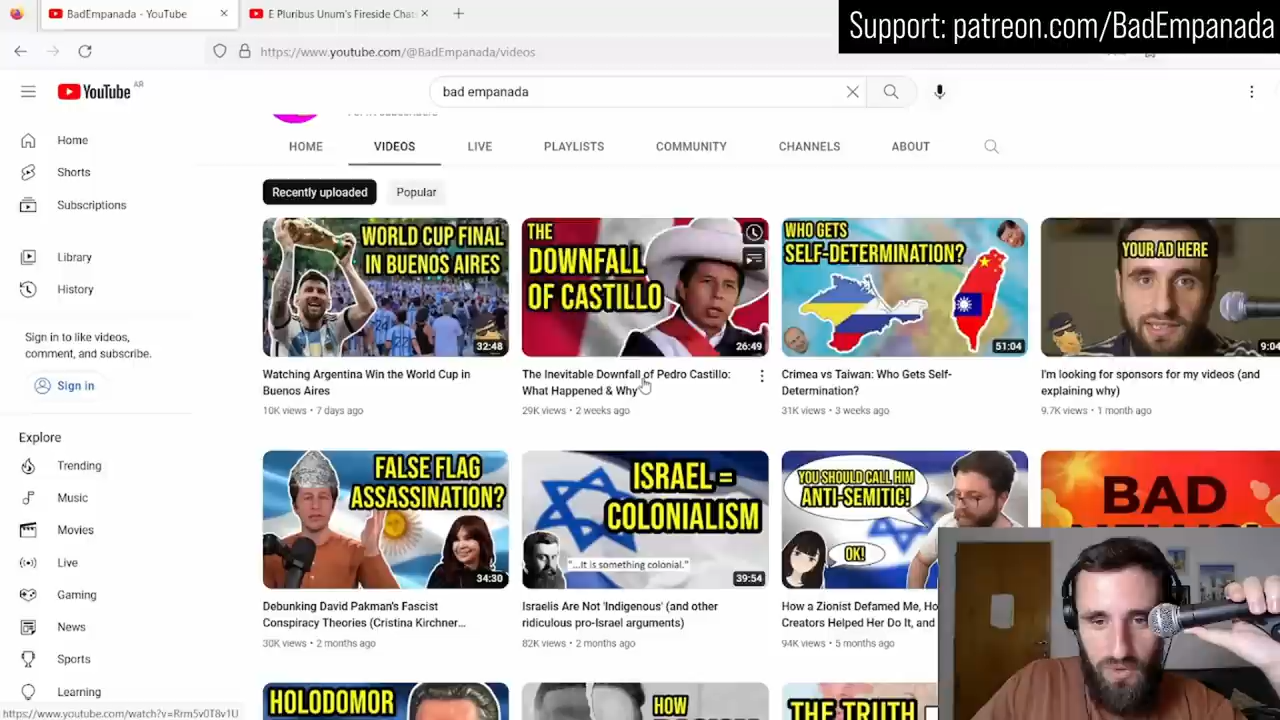 BadEmpanada - YouTube
E Pluribus Unum's Fireside Chat
Support: patreon.com/BadEmpanada
https://www.youtube.com/@BadEmpanada/videos
YouTube AR
bad empanada
HOME
VIDEOS
LIVE
PLAYLISTS
COMMUNITY
CHANNELS
ABOUT
Recently uploaded
Popular
Home
Shorts
Subscriptions
Library
History
Sign in to like videos,
comment, and subscribe.
Sign in
Explore
Trending
Music
Movies
Live
Gaming
News
Sports
Learning
WORLD CUP FINAL
IN BUENOS AIRES
32:48
Watching Argentina Win the World Cup in
Buenos Aires
10K views • 7 days ago
THE
DOWNFALL
OF CASTILLO
26:49
The Inevitable Downfall of Pedro Castillo:
What Happened & Why
29K views • 2 weeks ago
WHO GETS
SELF-DETERMINATION?
51:04
Crimea vs Taiwan: Who Gets Self-
Determination?
31K views • 3 weeks ago
YOUR AD HERE
9:04
I'm looking for sponsors for my videos (and
explaining why)
9.7K views • 1 month ago
FALSE FLAG
ASSASSINATION?
34:30
Debunking David Pakman's Fascist
Conspiracy Theories (Cristina Kirchner...
30K views • 2 months ago
ISRAEL =
COLONIALISM
"...It is something colonial."
39:54
Israelis Are Not 'Indigenous' (and other
ridiculous pro-Israel arguments)
82K views • 2 months ago
YOU SHOULD CALL HIM
ANTI-SEMITIC!
OK!
How a Zionist Defamed Me, Ho
Creators Helped Her Do It, and
94K views • 5 months ago
BAD
HOLODOMOR
HOW
THE TRUTH
https://www.youtube.com/watch?v=Rrm5v0T8v1U